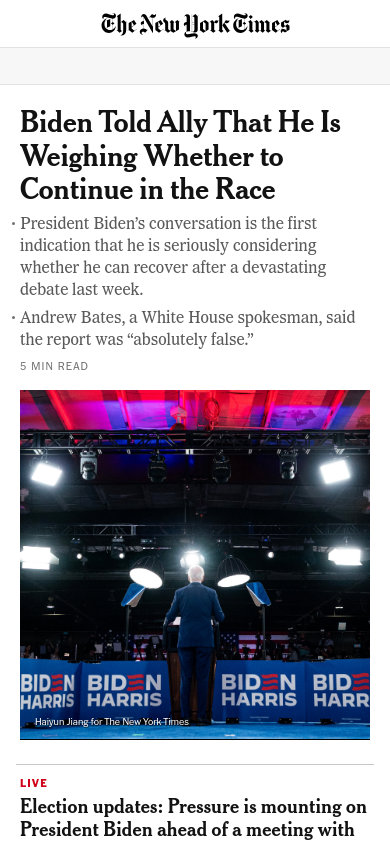 The New York Times
Biden Told Ally That He Is
Weighing Whether to
Continue in the Race
· President Biden’s conversation is the first
indication that he is seriously considering
whether he can recover after a devastating
debate last week.
· Andrew Bates, a White House spokesman, said
the report was “absolutely false.”
5 MIN READ
BIDEN BIDEN BIDEN BIDEN
HARRIS HARRIS HARRIS HARR
Haiyun Jiang for The New York Times
LIVE
Election updates: Pressure is mounting on
President Biden ahead of a meeting with